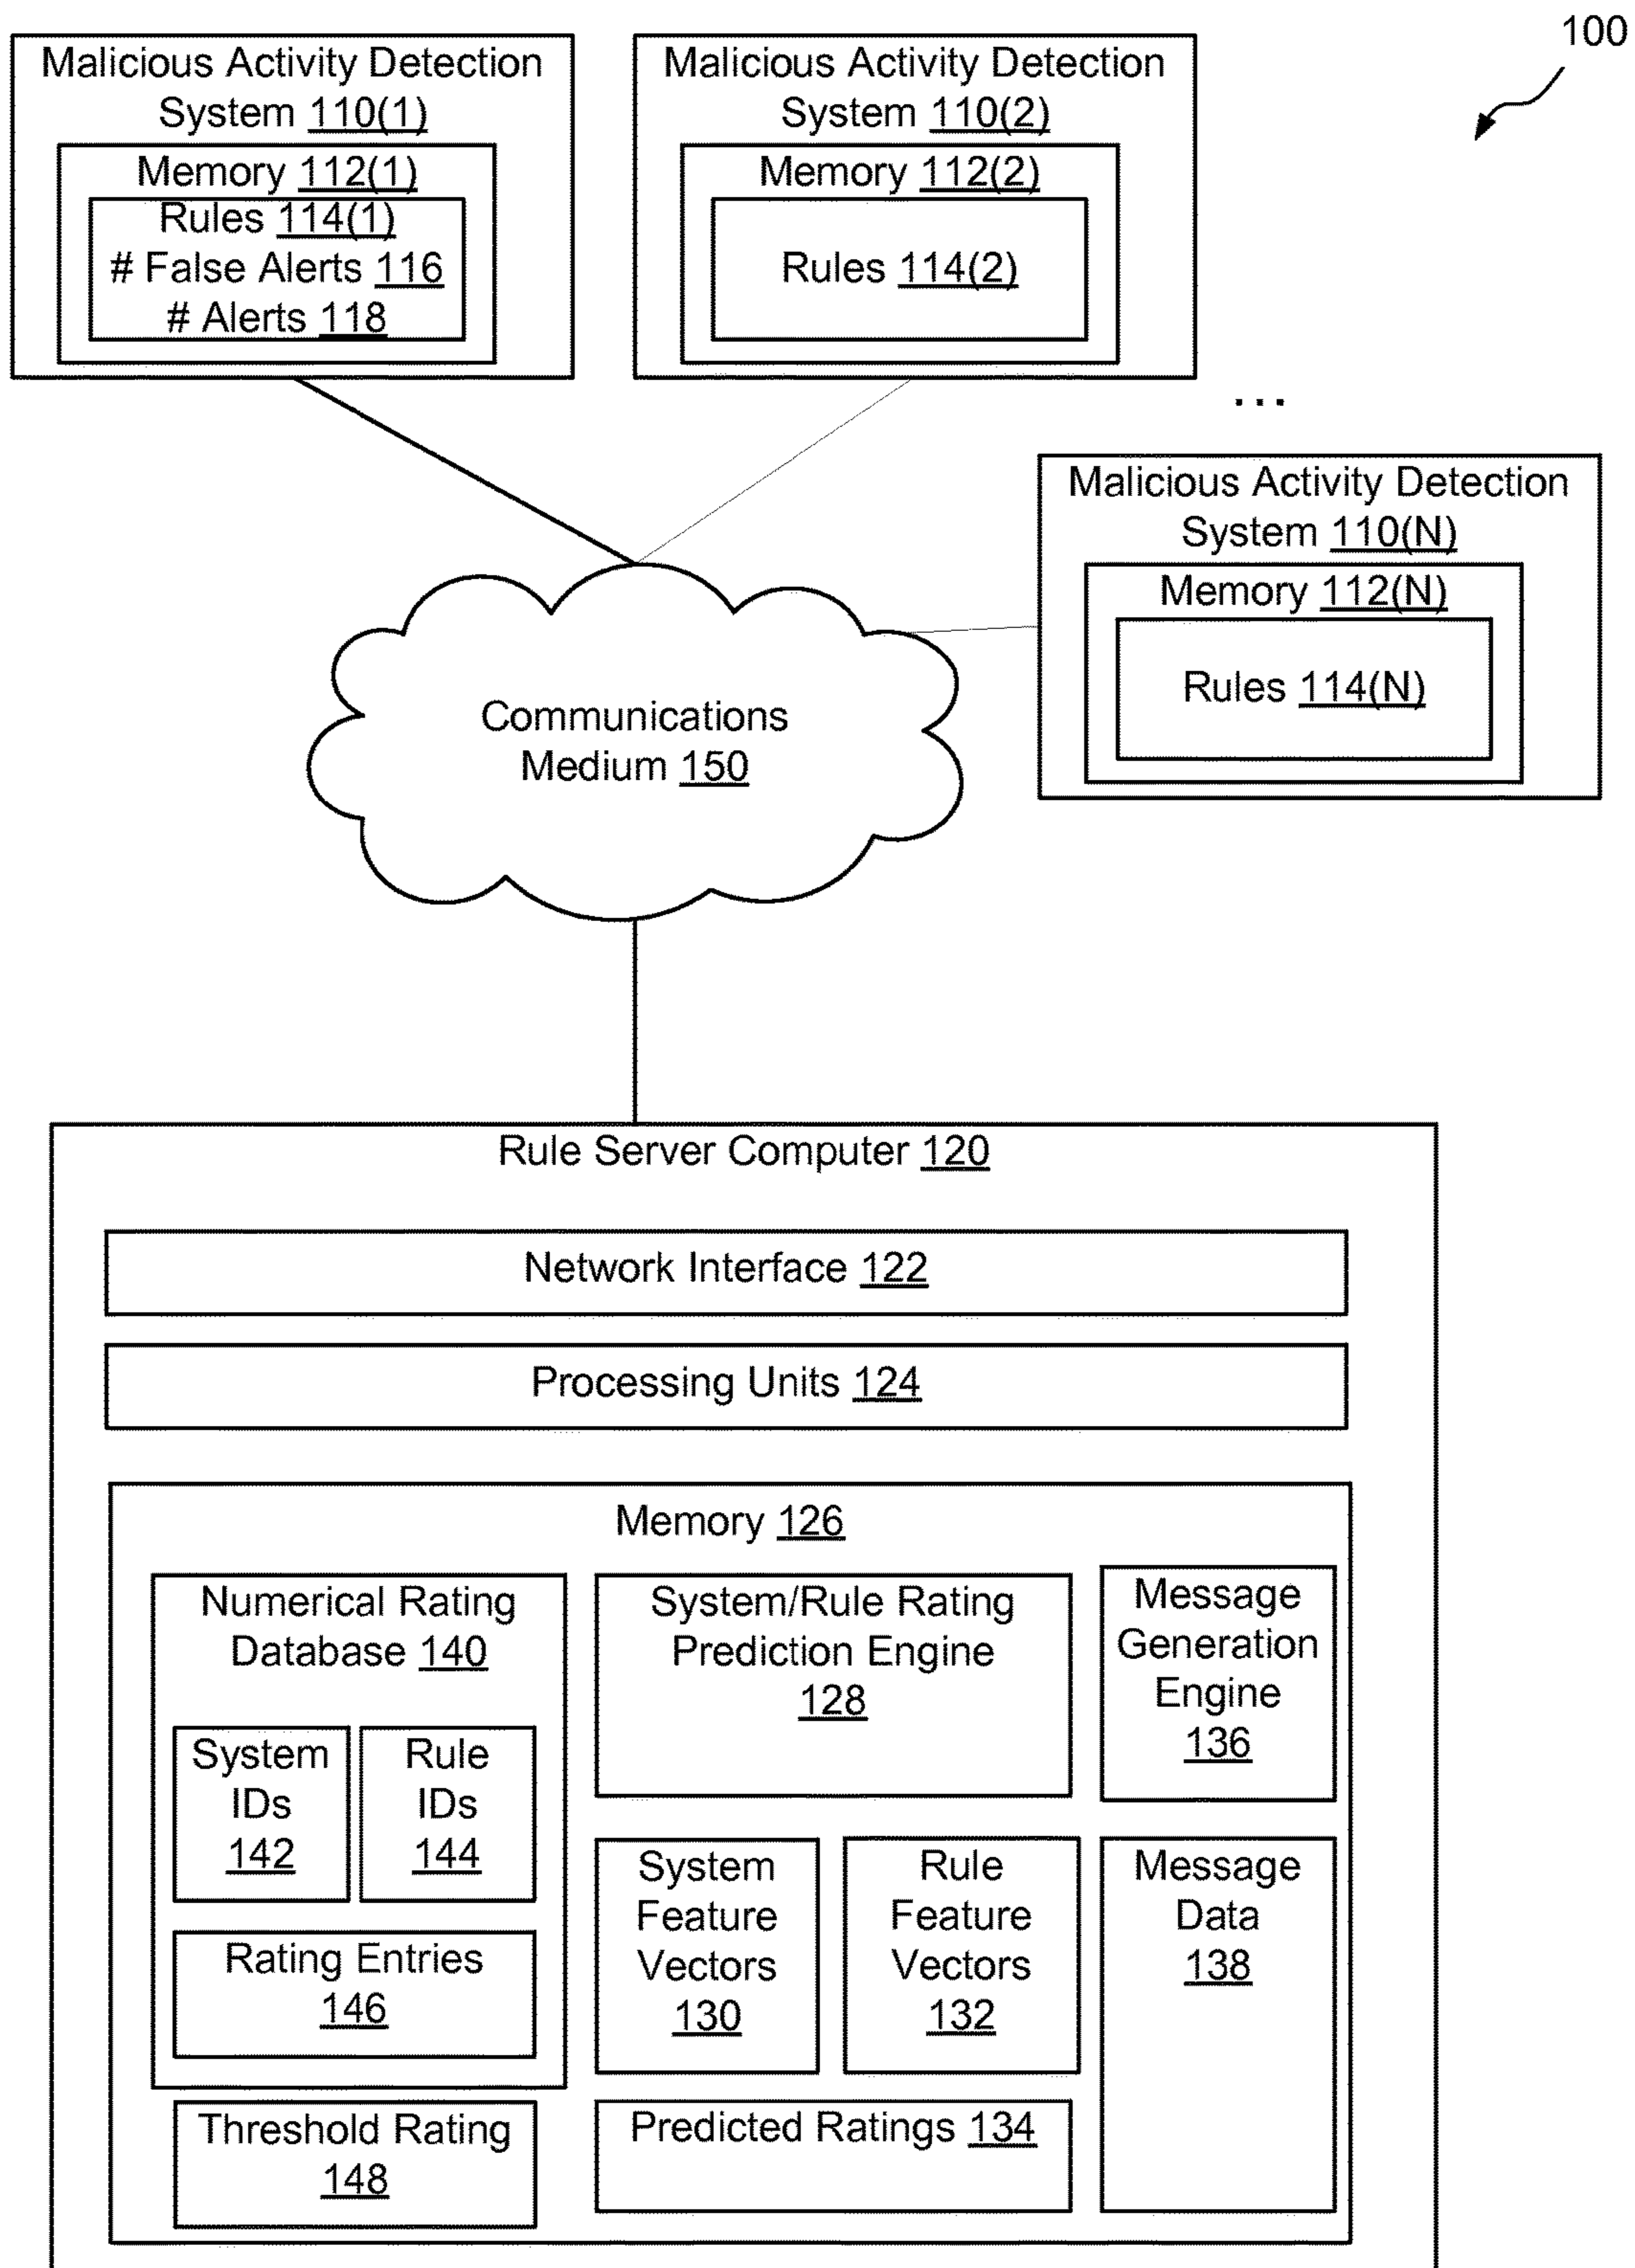 100
Malicious Activity Detection
System 110(1)
Memory 112(1)
Rules 114(1)
# False Alerts 116
# Alerts 118
Malicious Activity Detection
System 110(2)
Memory 112(2)
Rules 114(2)
...
Malicious Activity Detection
System 110(N)
Memory 112(N)
Rules 114(N)
Communications
Medium 150
Rule Server Computer 120
Network Interface 122
Processing Units 124
Memory 126
Numerical Rating
Database 140
System
IDs
142
Rule
IDs
144
Rating Entries
146
Threshold Rating
148
System/Rule Rating
Prediction Engine
128
System
Feature
Vectors
130
Rule
Feature
Vectors
132
Predicted Ratings 134
Message
Generation
Engine
136
Message
Data
138